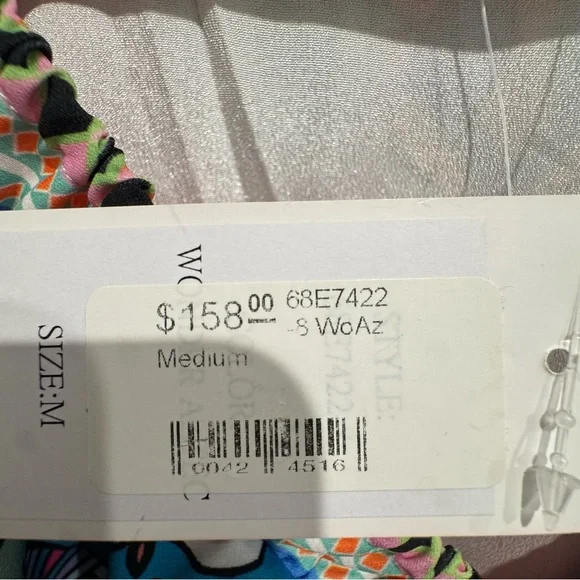 $158.00 68E7422
-8 WoAz
Medium
0042 4516
SIZE:M
STYLE: